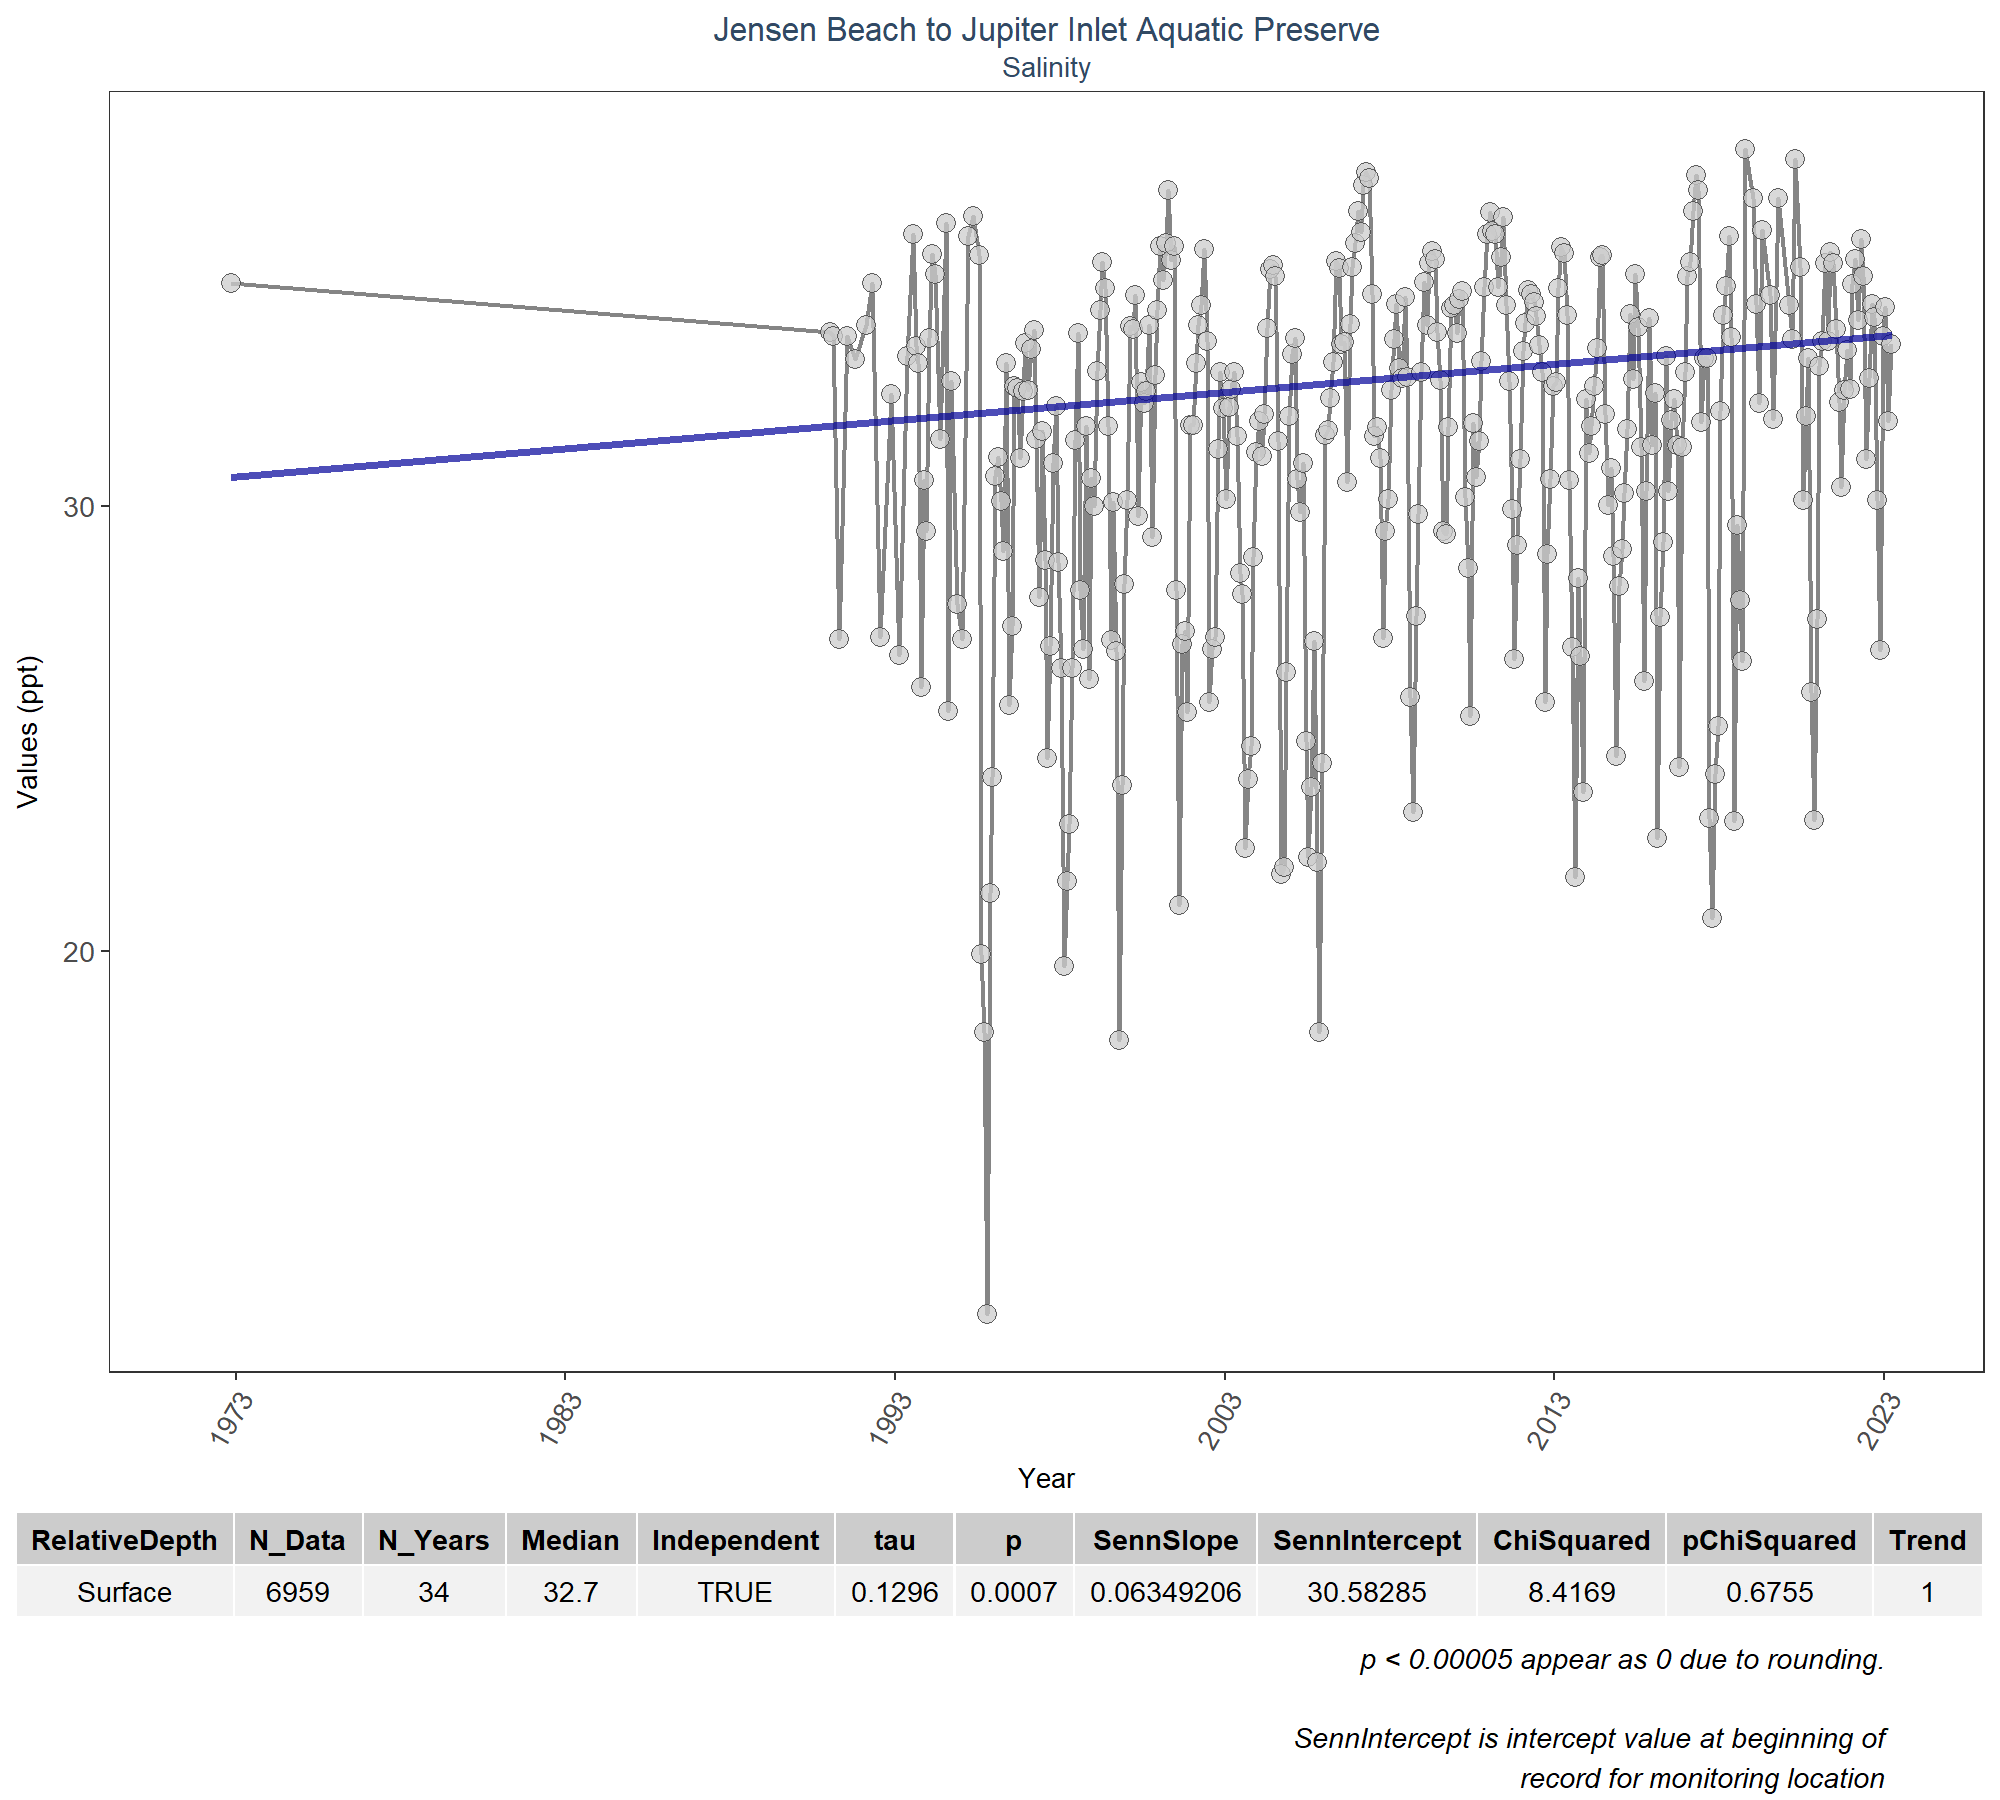 Jensen Beach to Jupiter Inlet Aquatic Preserve
Salinity
Values (ppt)
30
20
1973 1983 1993 2003 2013 2023
Year
RelativeDepth N_Data N_Years Median Independent tau p SennSlope SennIntercept ChiSquared pChiSquared Trend
Surface 6959 34 32.7 TRUE 0.1296 0.0007 0.06349206 30.58285 8.4169 0.6755 1
p < 0.00005 appear as 0 due to rounding.
SennIntercept is intercept value at beginning of
record for monitoring location